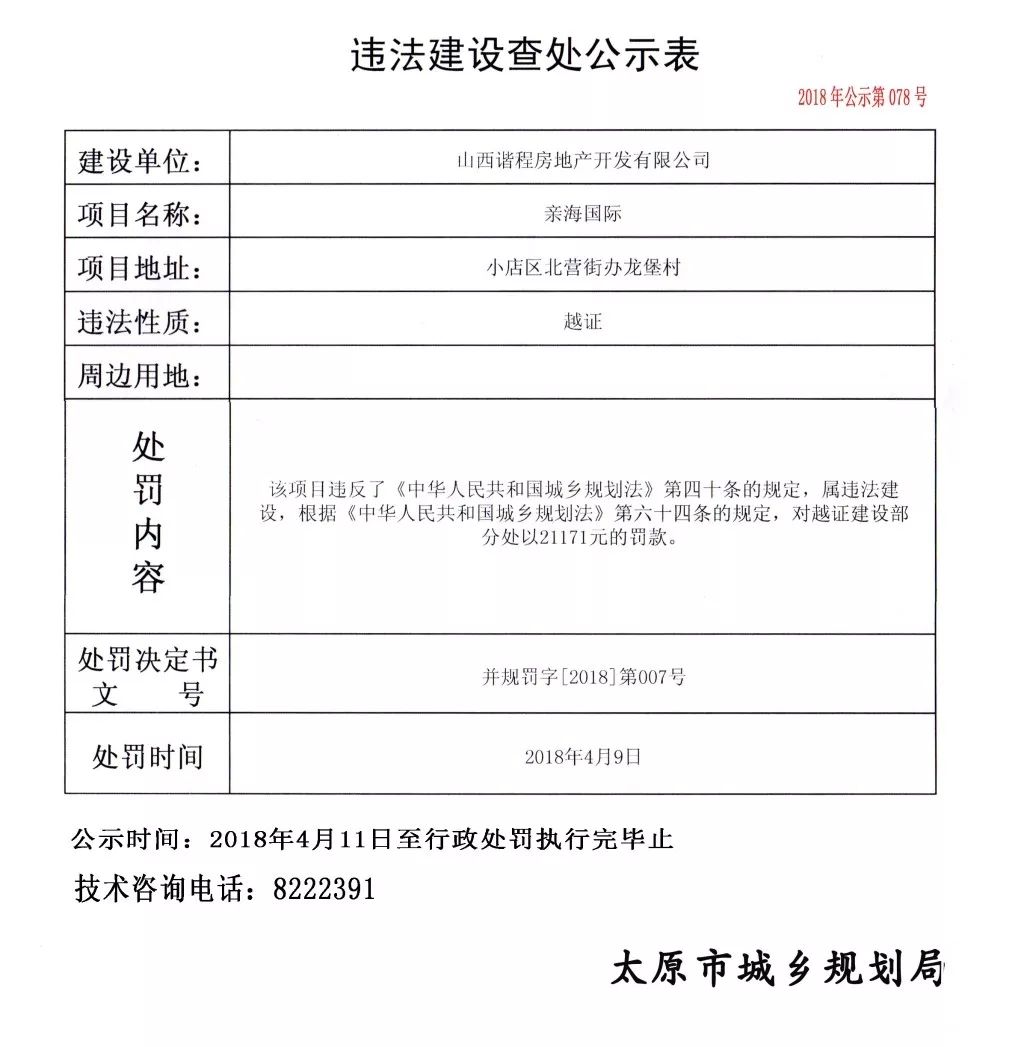 违法建设查处公示表
2018年公示第078号
建设单位： 山西谐程房地产开发有限公司
项目名称： 亲海国际
项目地址： 小店区北营街办龙堡村
违法性质： 越证
周边用地：
处罚内容
该项目违反了《中华人民共和国城乡规划法》第四十条的规定，属违法建
设，根据《中华人民共和国城乡规划法》第六十四条的规定，对越证建设部
分处以21171元的罚款。
处罚决定书
文 号
并规罚字[2018]第007号
处罚时间 2018年4月9日
公示时间：2018年4月11日至行政处罚执行完毕止
技术咨询电话：8222391
太原市城乡规划局